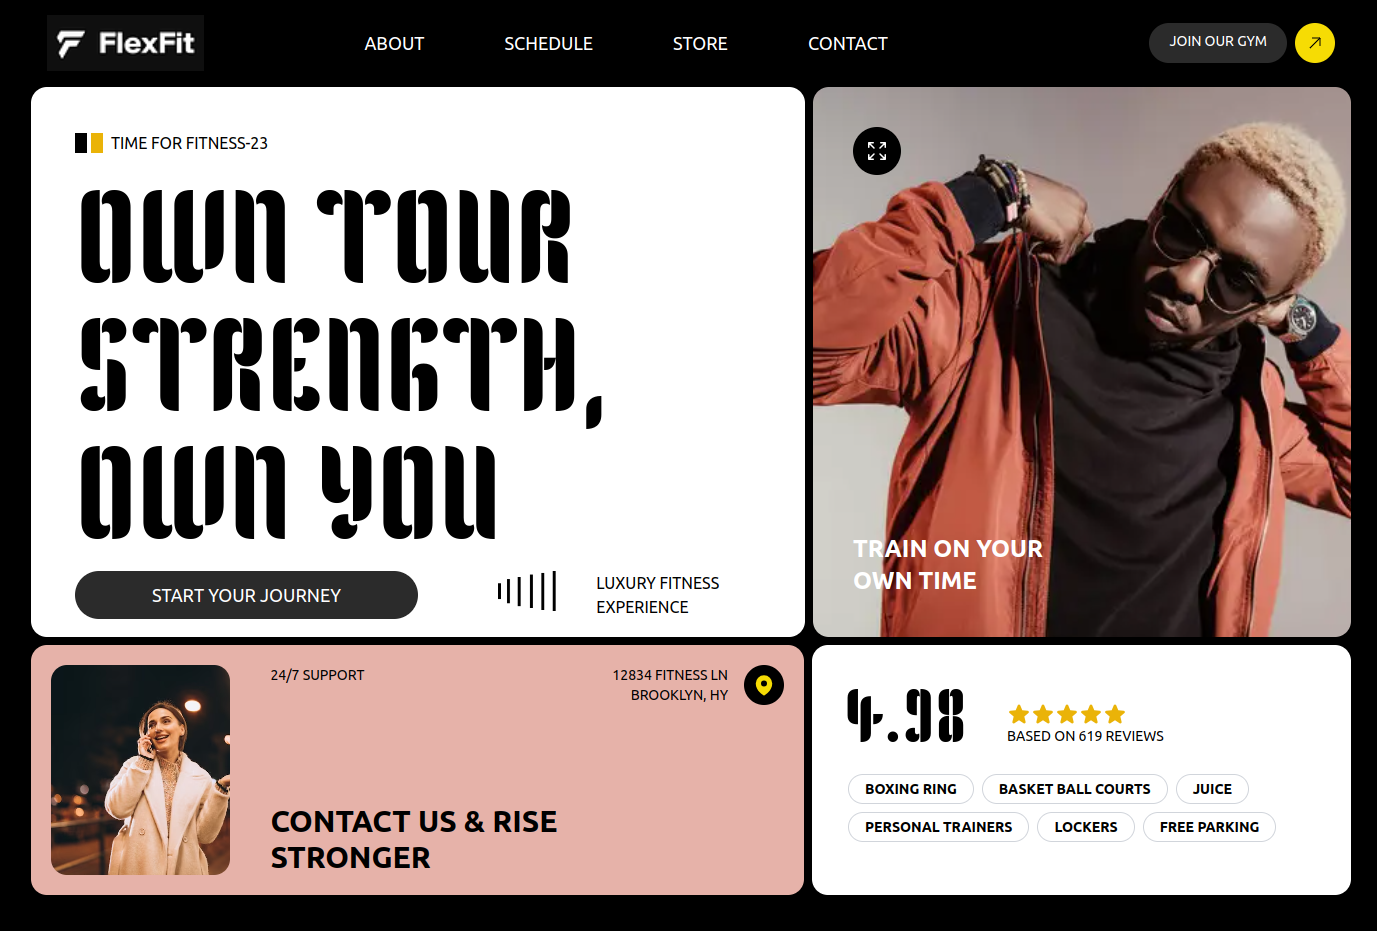 FlexFit
ABOUT
SCHEDULE
STORE
CONTACT
JOIN OUR GYM
TIME FOR FITNESS-23
OWN YOUR
STRENGTH,
OWN YOU
START YOUR JOURNEY
LUXURY FITNESS
EXPERIENCE
TRAIN ON YOUR
OWN TIME
24/7 SUPPORT
12834 FITNESS LN
BROOKLYN, HY
CONTACT US & RISE
STRONGER
4.98
BASED ON 619 REVIEWS
BOXING RING
BASKET BALL COURTS
JUICE
PERSONAL TRAINERS
LOCKERS
FREE PARKING